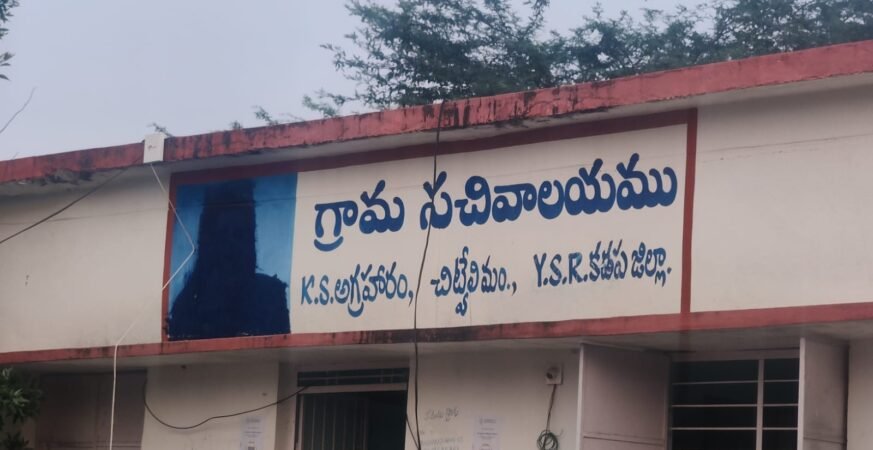 గ్రామ సచివాలయము
K.S.అగ్రహారం, చిట్వేలిమం., Y.S.R.కడప జిల్లా.